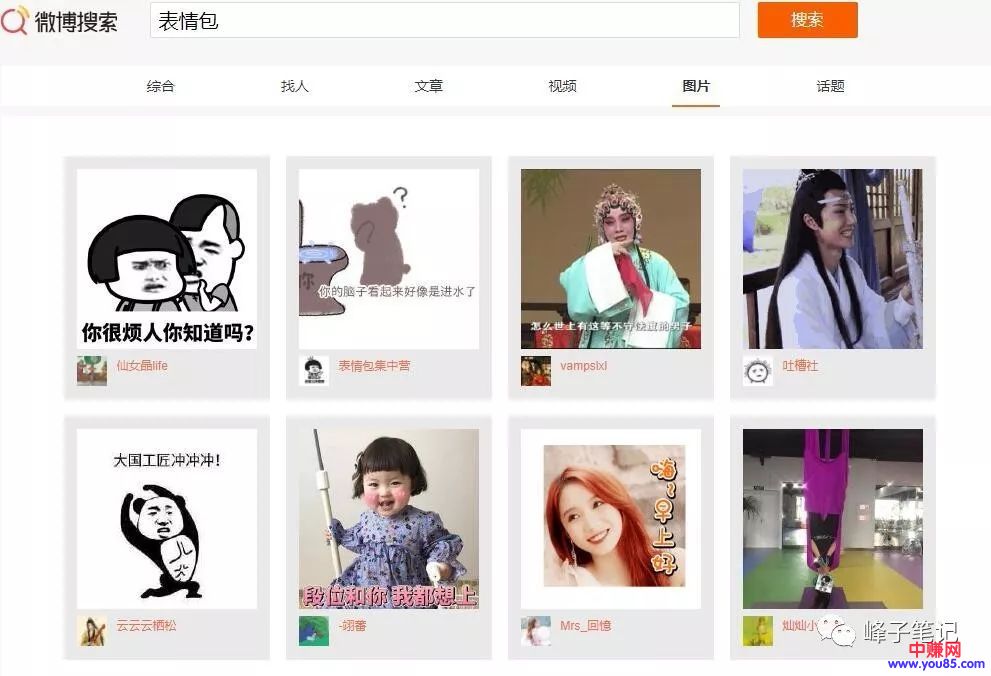 微博搜索
表情包
搜索
综合
找人
文章
视频
图片
话题
你很烦人你知道吗?
你的脑子看起来好像是进水了
怎么世上有这等不守妇道的男子
仙女晶life
表情包集中营
vampslxl
吐槽社
大国工匠冲冲冲!
嗨~早上好
段位和你 我都想上
云云云栖松
-翊蕃
Mrs_回憶
灿灿小
峰子笔记
中赚网
www.you85.com